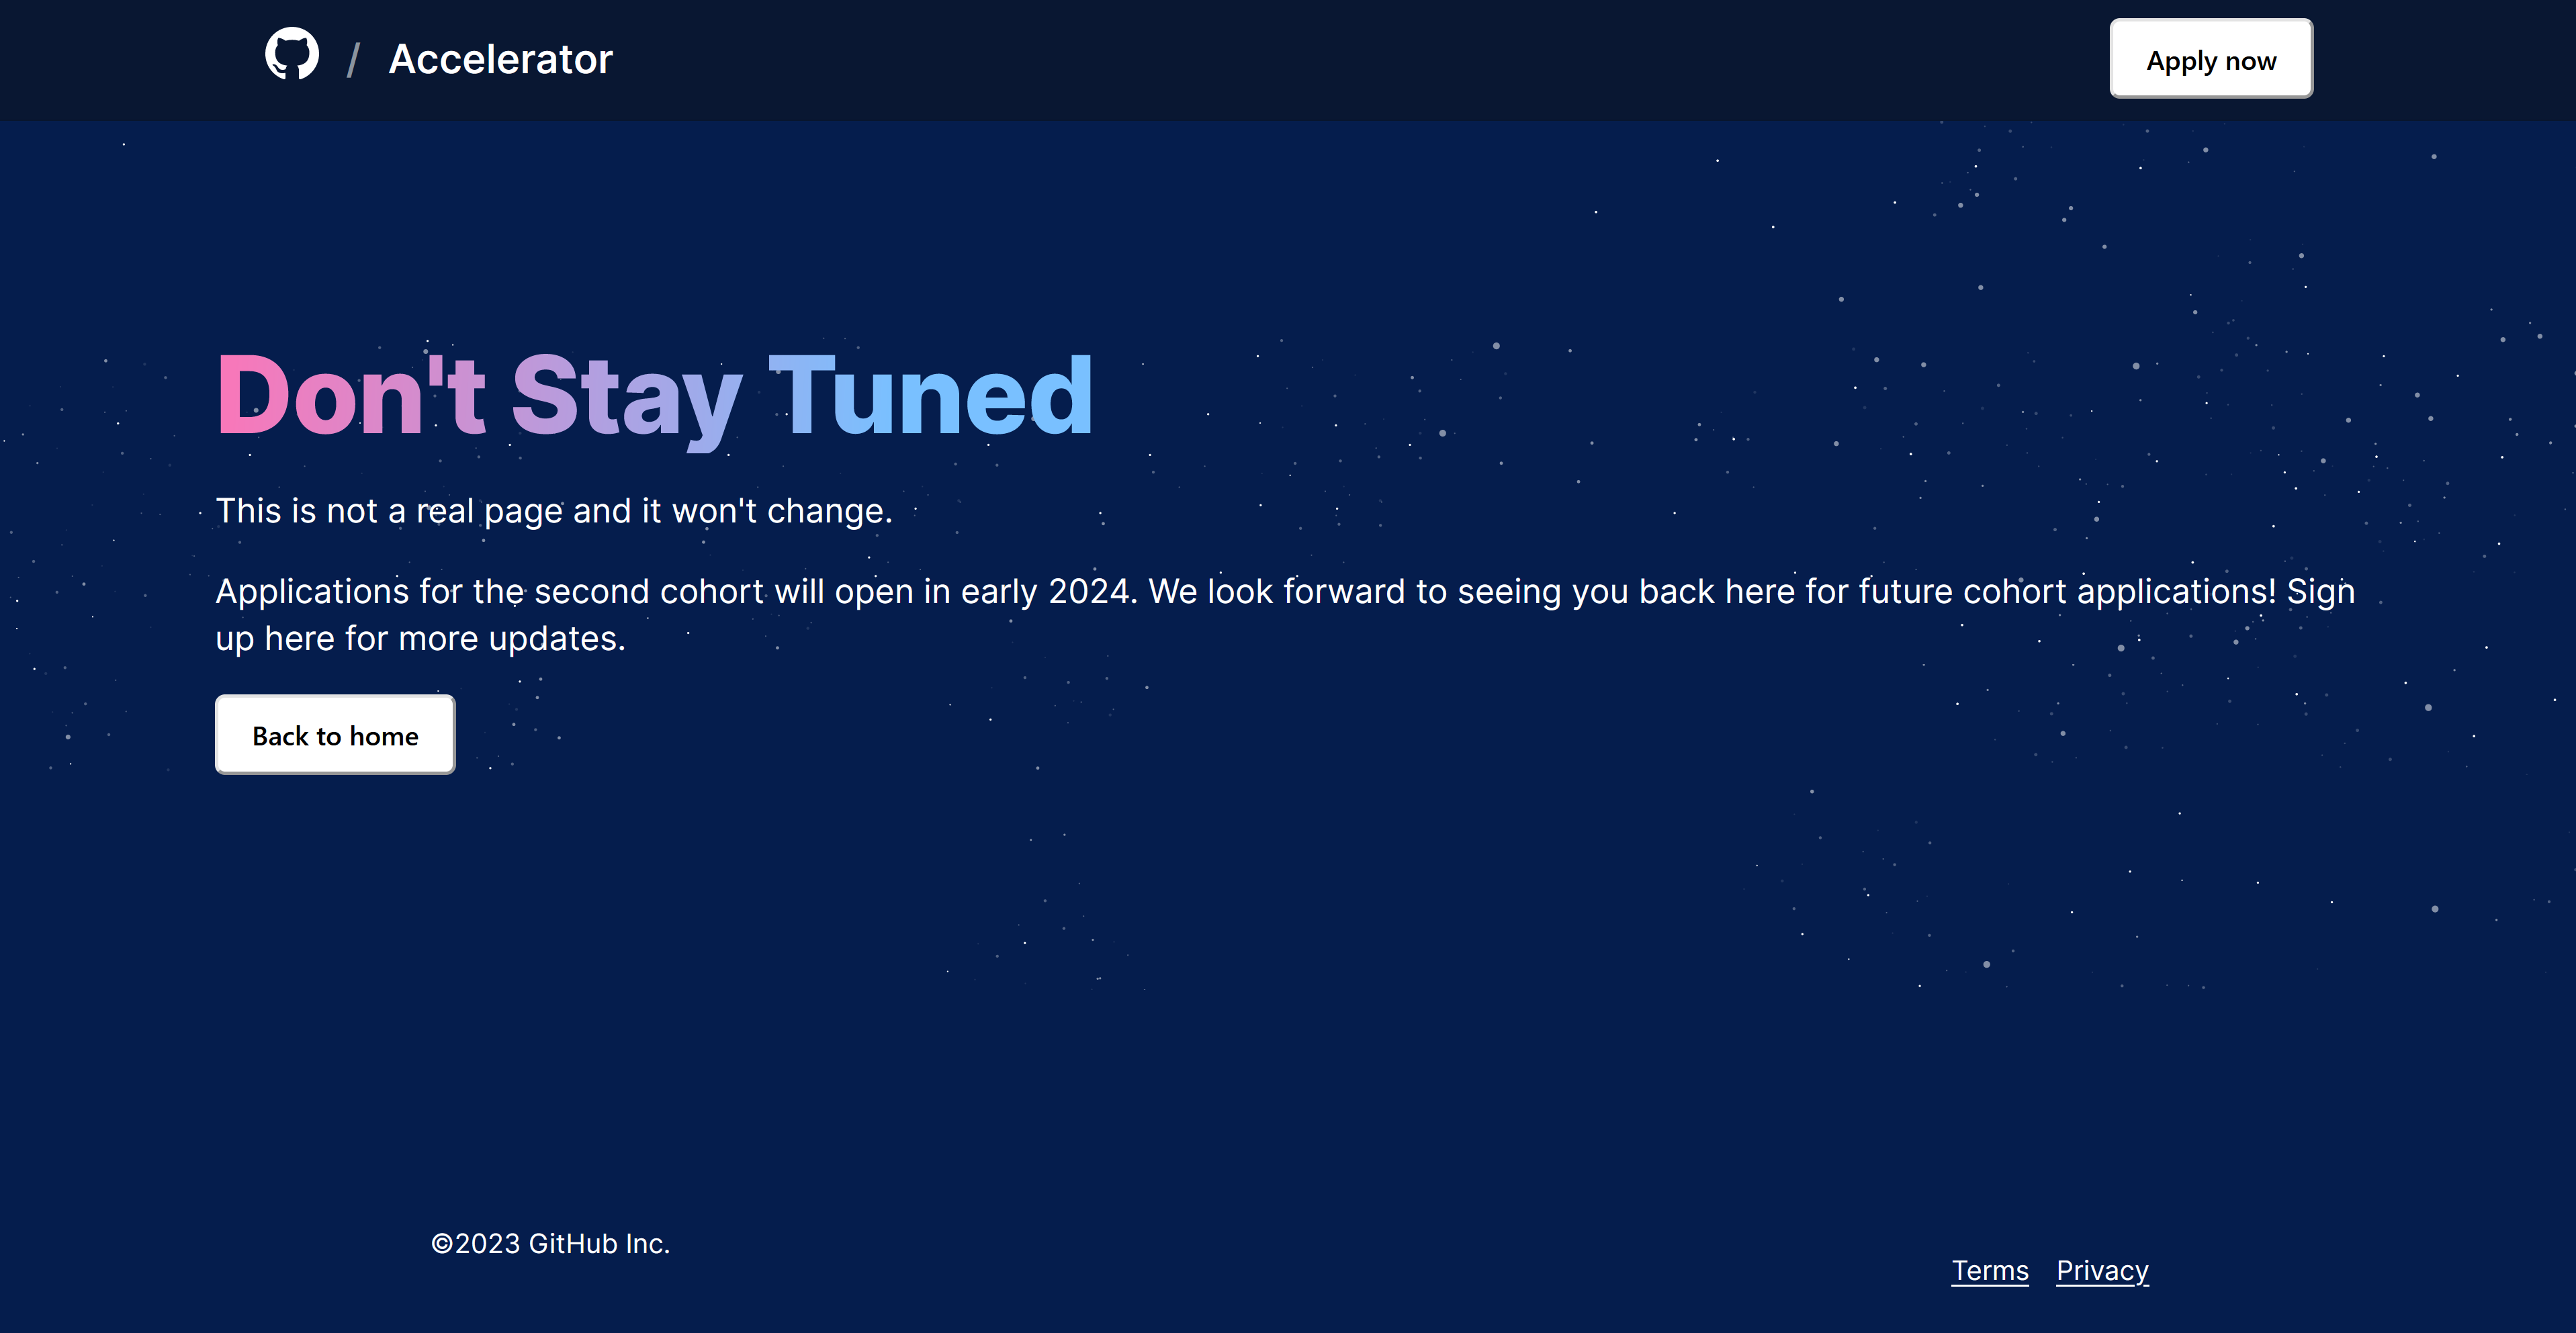 / Accelerator
Apply now
Don't Stay Tuned
This is not a real page and it won't change.
Applications for the second cohort will open in early 2024. We look forward to seeing you back here for future cohort applications! Sign
up here for more updates.
Back to home
©2023 GitHub Inc.
Terms Privacy